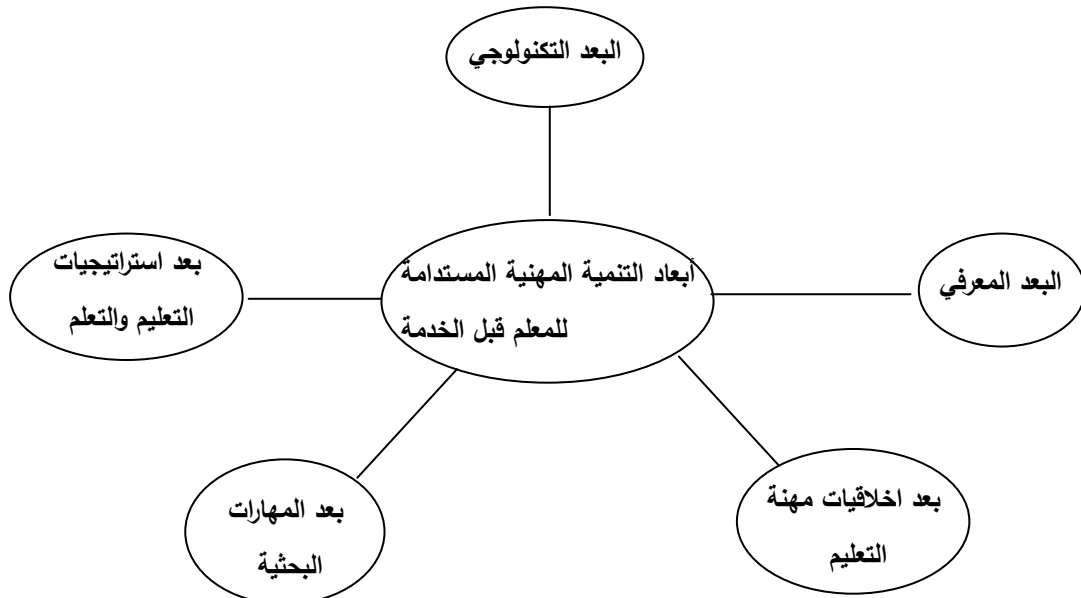 البعد التكنولوجي
أبعاد التنمية المهنية المستدامة
للمعلم قبل الخدمة
البعد المعرفي
بعد استراتيجيات
التعليم والتعلم
بعد اخلاقيات مهنة
التعليم
بعد المهارات
البحثية